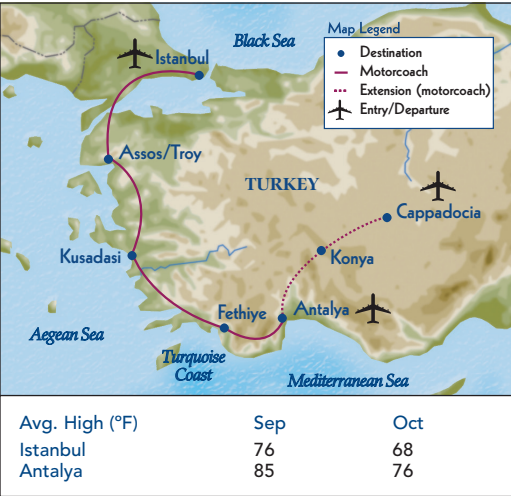 Black Sea
Map Legend
Destination
Motorcoach
Extension (motorcoach)
Entry/Departure
Istanbul
Assos/Troy
TURKEY
Cappadocia
Kusadasi
Konya
Fethiye
Antalya
Aegean Sea
Turquoise
Coast
Mediterranean Sea
Avg. High (ºF) Sep Oct
Istanbul 76 68
Antalya 85 76